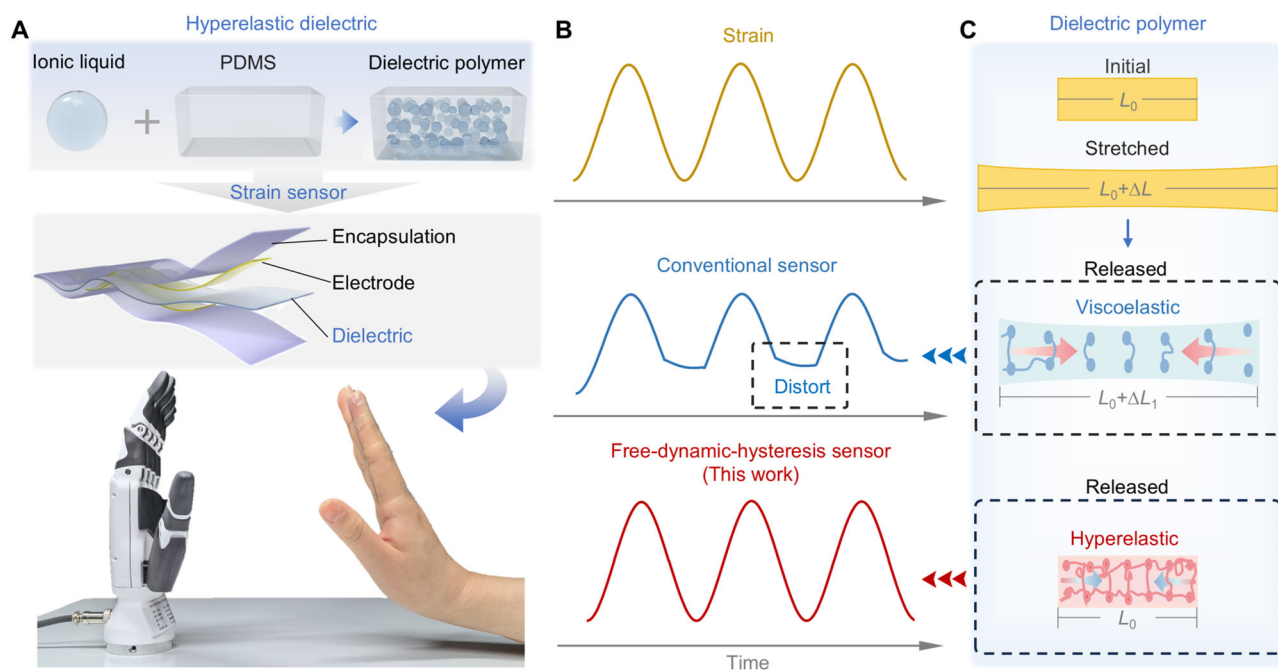 A
Hyperelastic dielectric
Ionic liquid
PDMS
Dielectric polymer
+
Strain sensor
Encapsulation
Electrode
Dielectric
B
Strain
Conventional sensor
Distort
Free-dynamic-hysteresis sensor
(This work)
Time
C
Dielectric polymer
Initial
L₀
Stretched
L₀+ΔL
Released
Viscoelastic
L₀+ΔL₁
Released
Hyperelastic
L₀